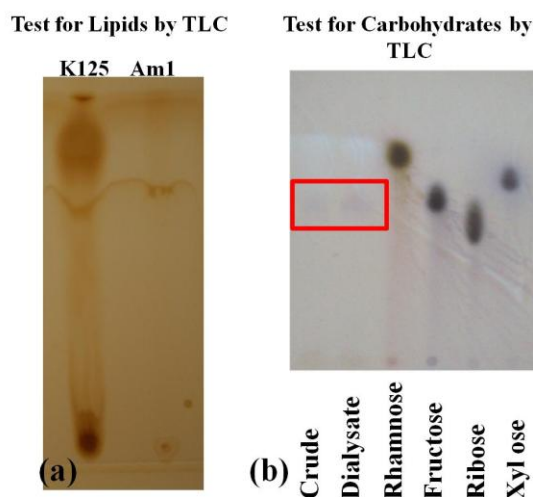 Test for Lipids by TLC
K125 Am1
(a)
Test for Carbohydrates by
TLC
(b)
Crude
Dialysate
Rhamnose
Fructose
Ribose
Xyl ose